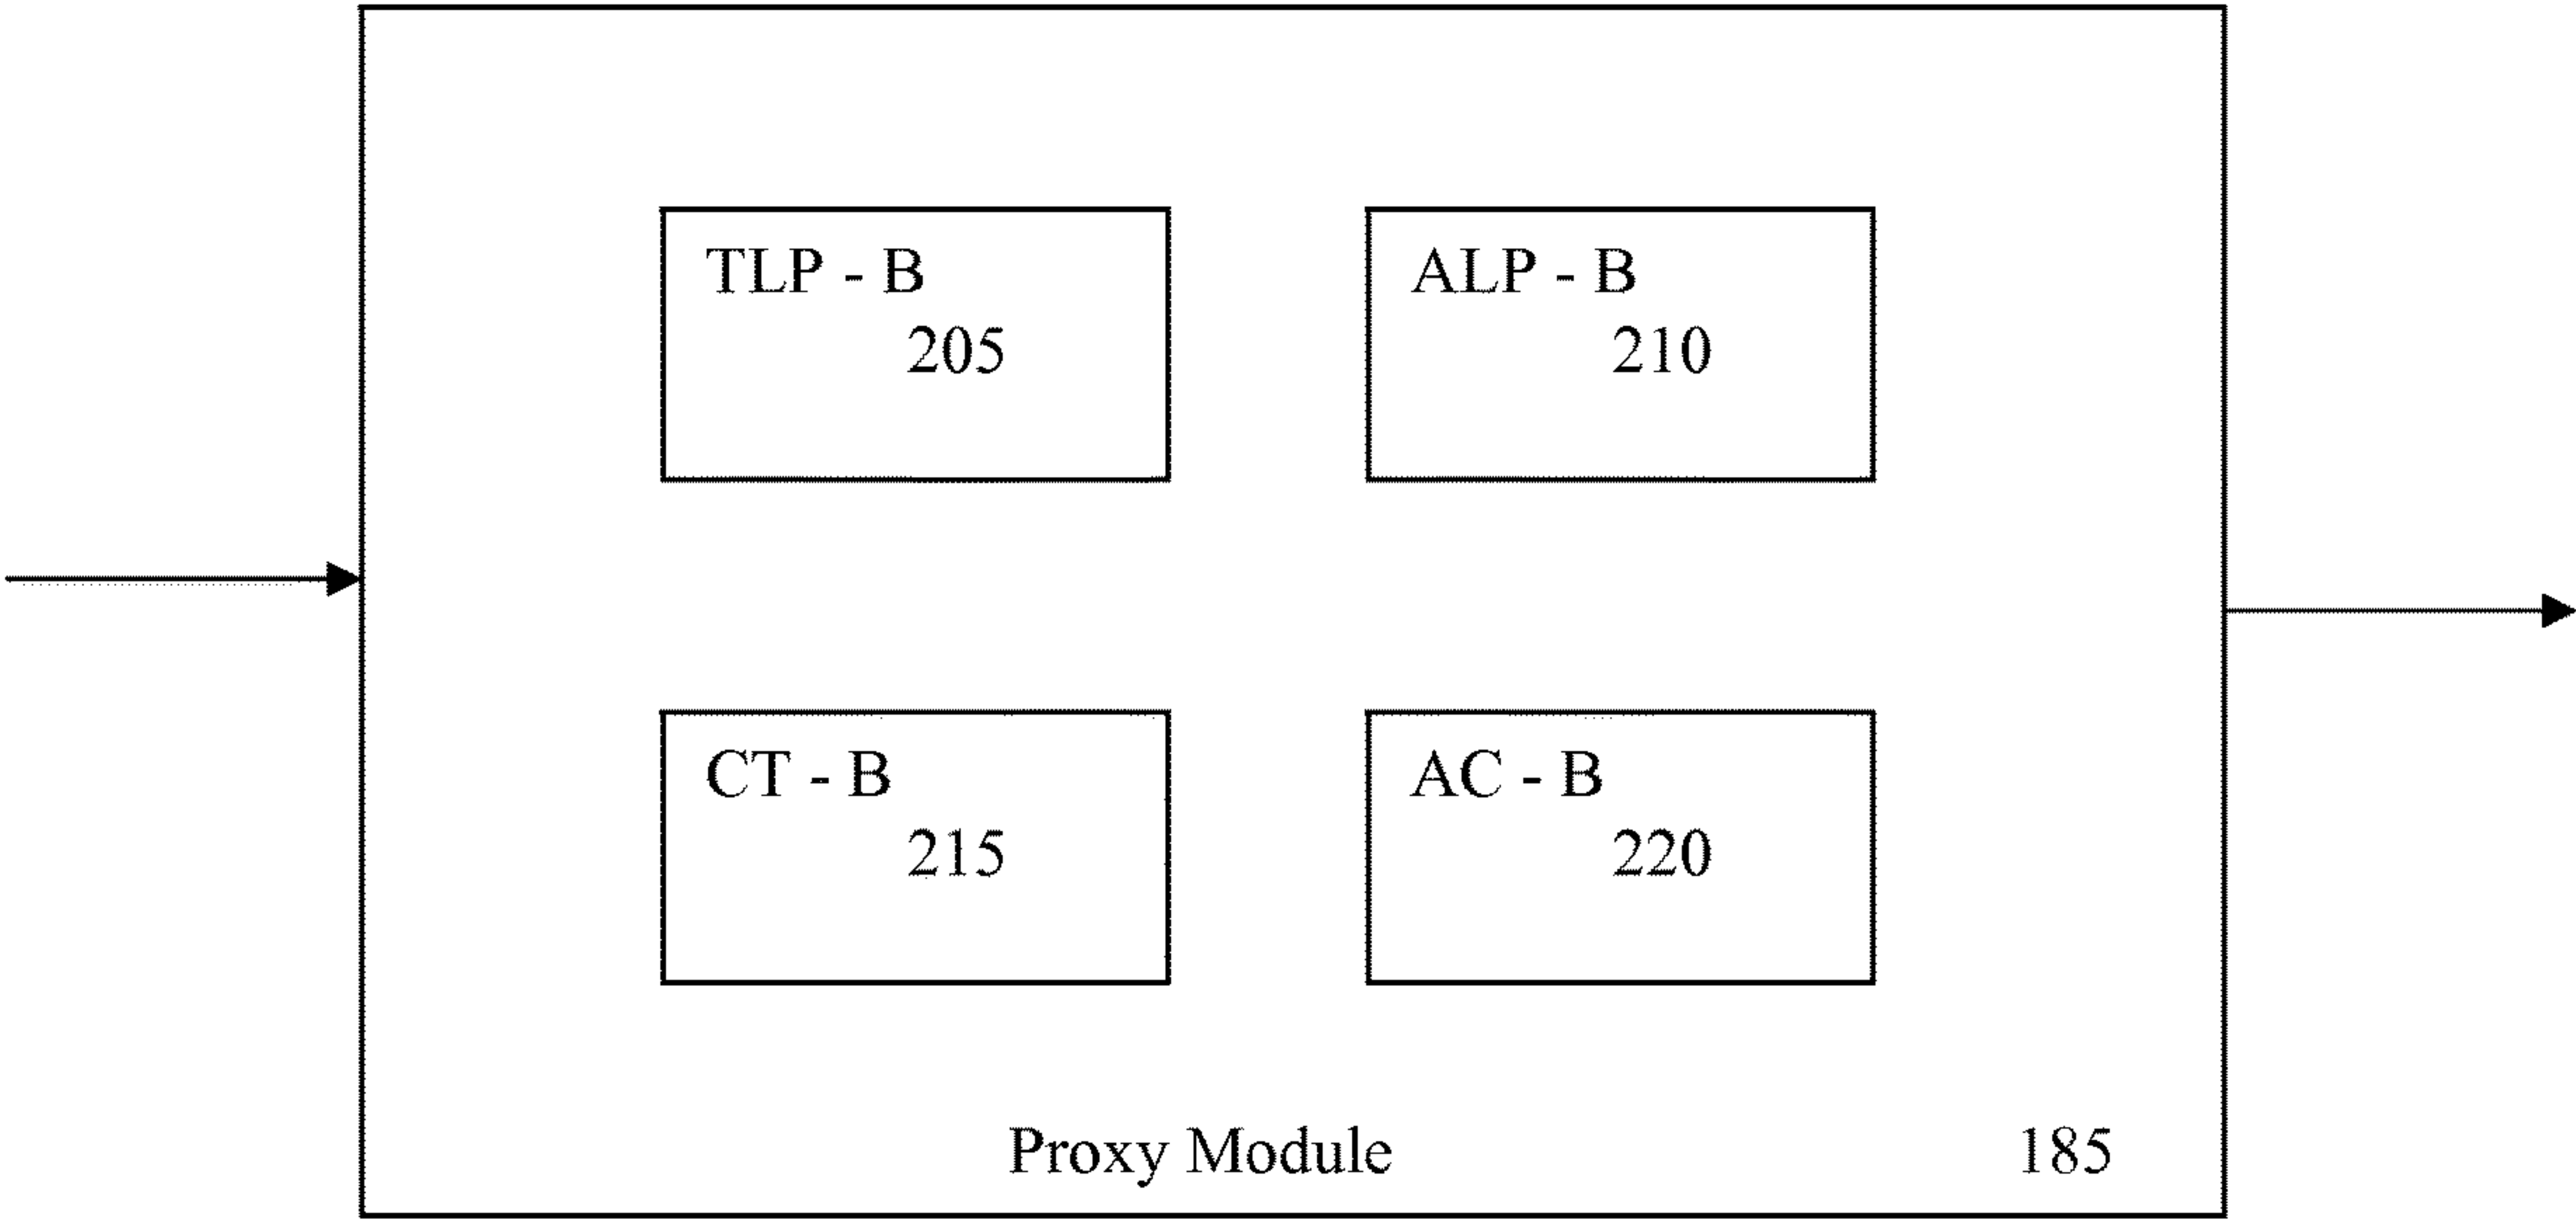 TLP - B
205
ALP - B
210
CT - B
215
AC - B
220
Proxy Module
185